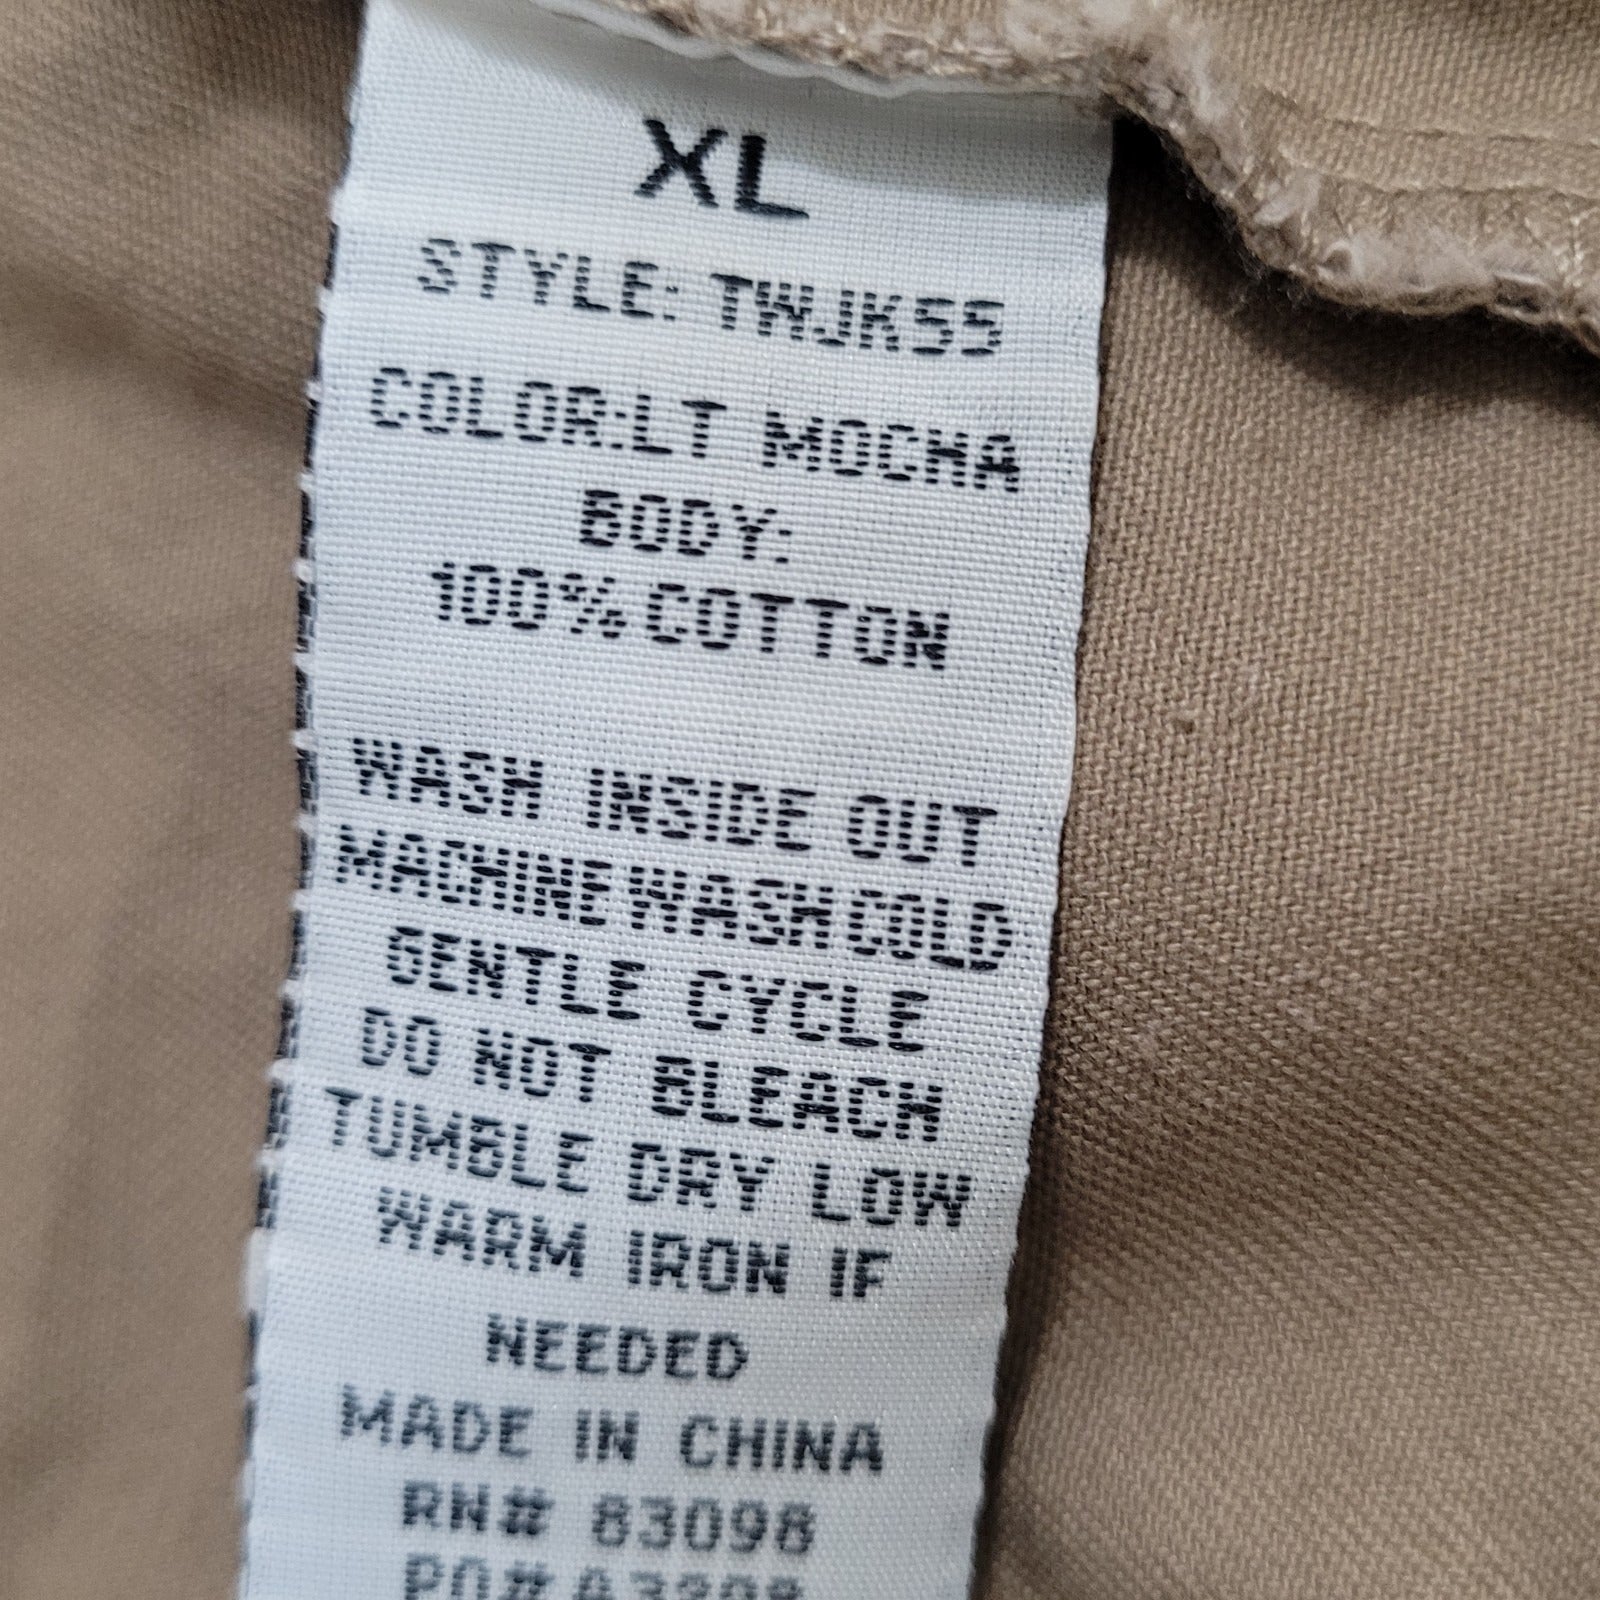 XL
STYLE: TWJK55
COLOR:LT MOCHA
BODY:
100% COTTON
WASH INSIDE OUT
MACHINE WASH COLD
GENTLE CYCLE
DO NOT BLEACH
TUMBLE DRY LOW
WARM IRON IF
NEEDED
MADE IN CHINA
RN# 83098